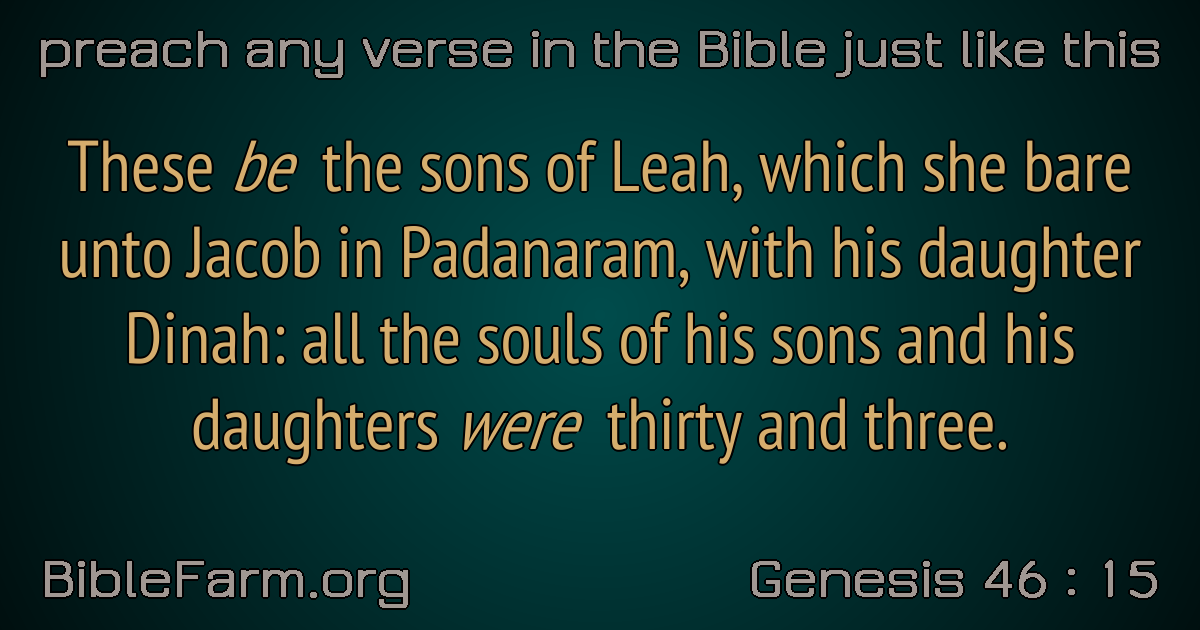 preach any verse in the Bible just like this
These be the sons of Leah, which she bare
unto Jacob in Padanaram, with his daughter
Dinah: all the souls of his sons and his
daughters were thirty and three.
BibleFarm.org
Genesis 46 : 15